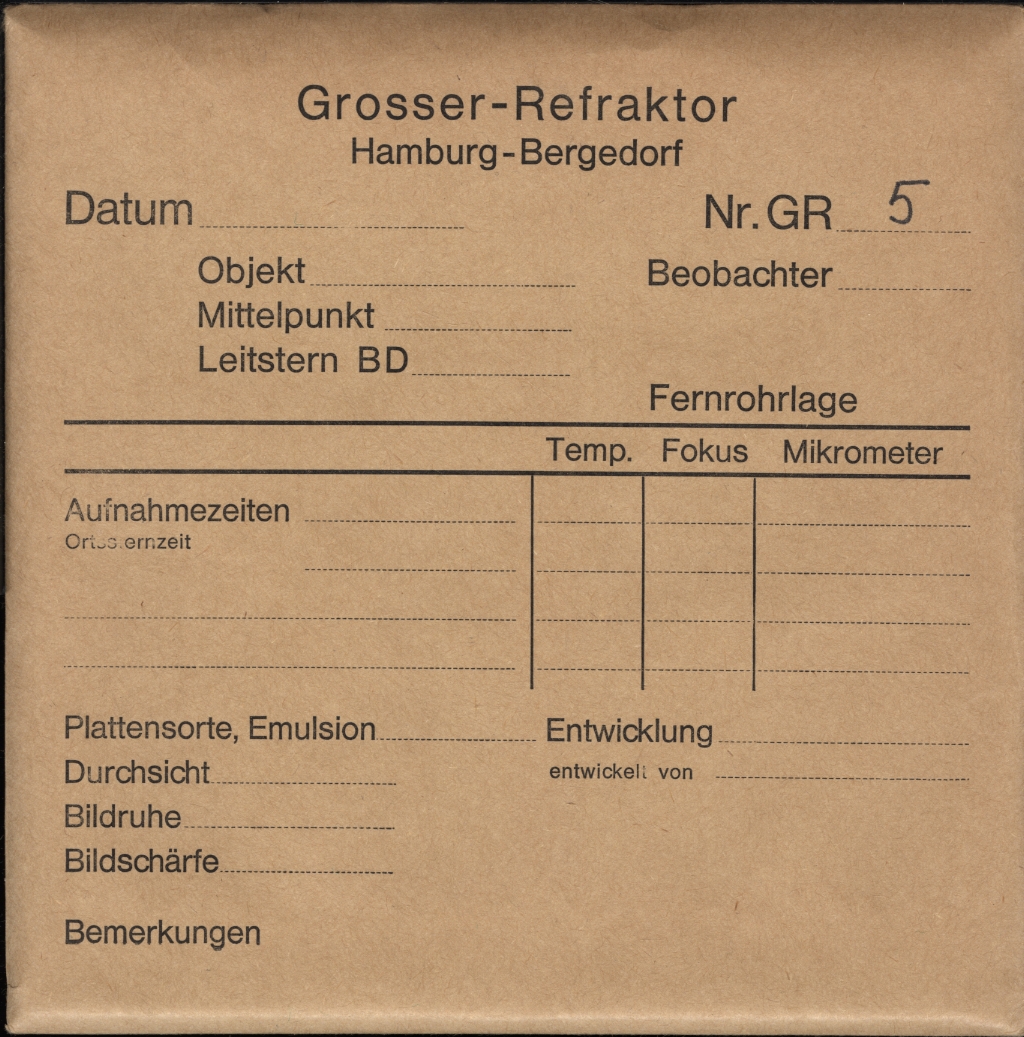 Grosser-Refraktor
Hamburg-Bergedorf
Datum Nr. GR 5
Objekt Beobachter
Mittelpunkt
Leitstern BD
Fernrohrlage
Temp. Fokus Mikrometer
Aufnahmezeiten
Ortssternzeit
Plattensorte, Emulsion Entwicklung
Durchsicht entwickelt von
Bildruhe
Bildschärfe
Bemerkungen